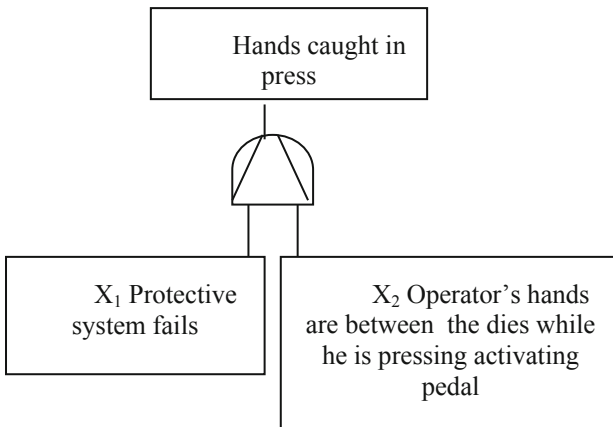 Hands caught in
press
X₁ Protective
system fails
X₂ Operator’s hands
are between the dies while
he is pressing activating
pedal